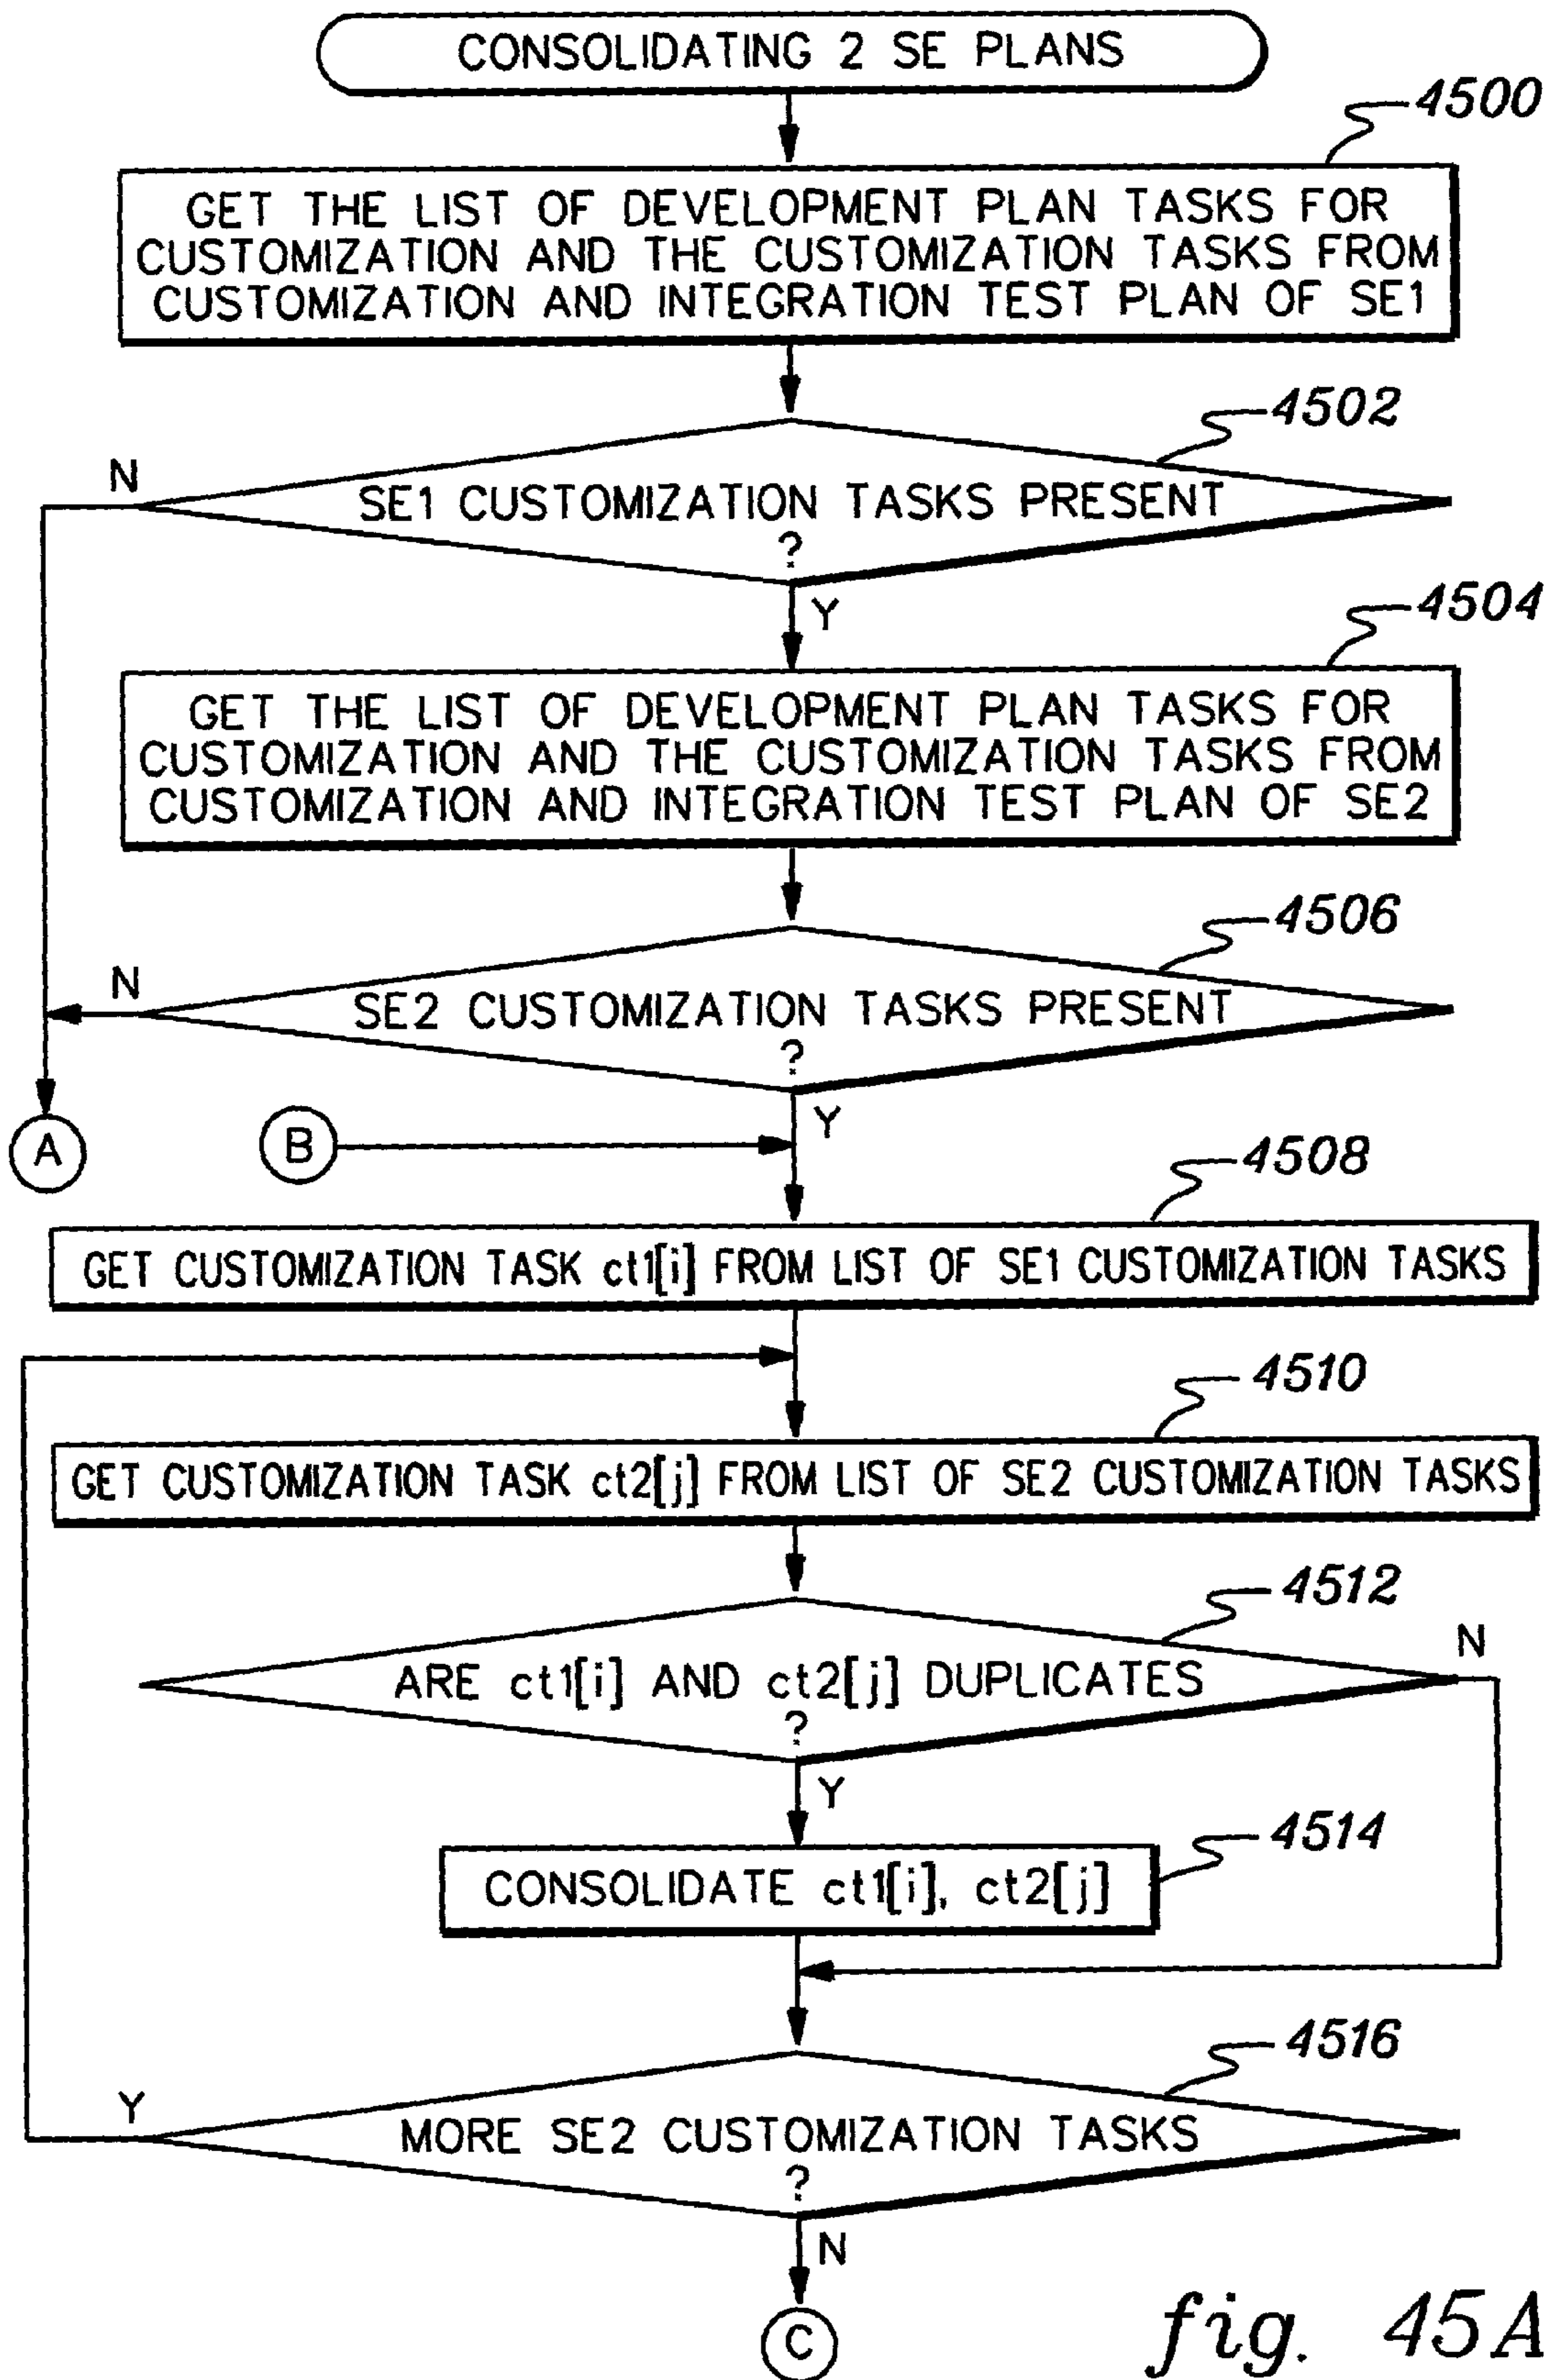 CONSOLIDATING 2 SE PLANS
4500
GET THE LIST OF DEVELOPMENT PLAN TASKS FOR
CUSTOMIZATION AND THE CUSTOMIZATION TASKS FROM
CUSTOMIZATION AND INTEGRATION TEST PLAN OF SE1
4502
N
SE1 CUSTOMIZATION TASKS PRESENT
?
Y
4504
GET THE LIST OF DEVELOPMENT PLAN TASKS FOR
CUSTOMIZATION AND THE CUSTOMIZATION TASKS FROM
CUSTOMIZATION AND INTEGRATION TEST PLAN OF SE2
4506
N
SE2 CUSTOMIZATION TASKS PRESENT
?
Y
A
B
4508
GET CUSTOMIZATION TASK ct1[i] FROM LIST OF SE1 CUSTOMIZATION TASKS
4510
GET CUSTOMIZATION TASK ct2[j] FROM LIST OF SE2 CUSTOMIZATION TASKS
4512
N
ARE ct1[i] AND ct2[j] DUPLICATES
?
Y
4514
CONSOLIDATE ct1[i], ct2[j]
4516
Y
MORE SE2 CUSTOMIZATION TASKS
?
N
C
fig. 45A